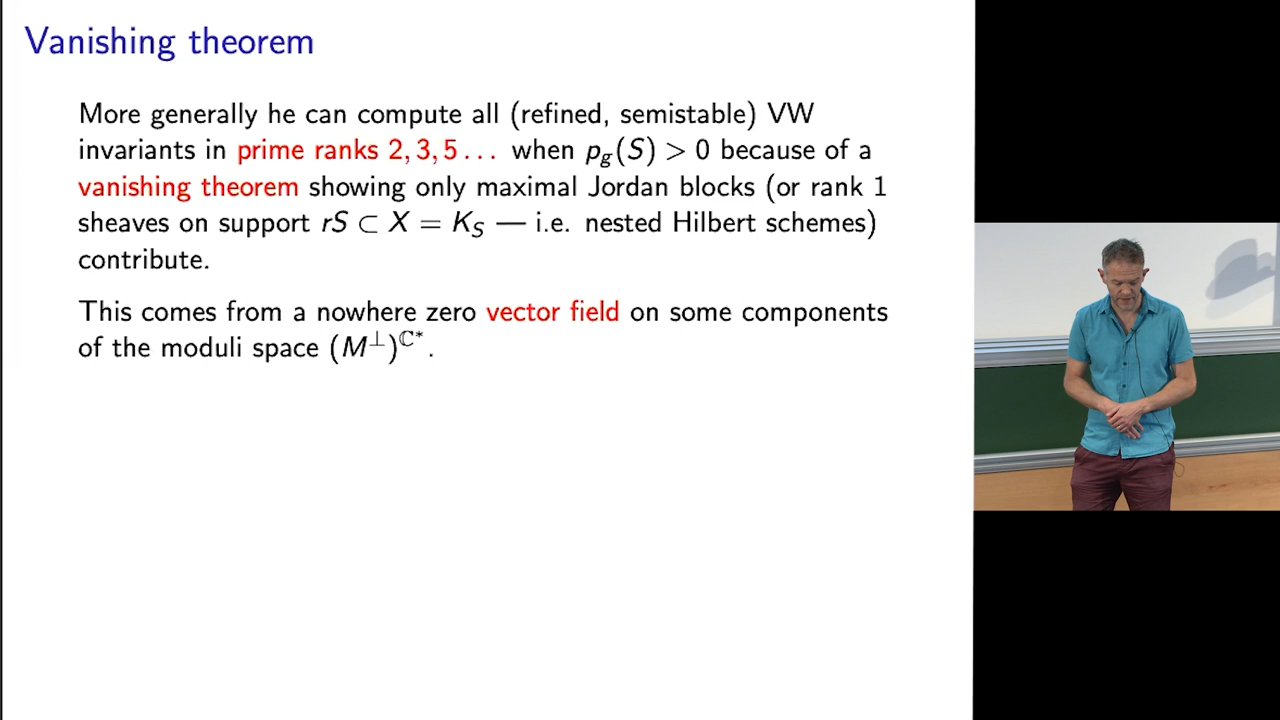 Vanishing theorem
More generally he can compute all (refined, semistable) VW
invariants in prime ranks 2, 3, 5 . . . when p_g(S) > 0 because of a
vanishing theorem showing only maximal Jordan blocks (or rank 1
sheaves on support rS ⊂ X = K_S — i.e. nested Hilbert schemes)
contribute.
This comes from a nowhere zero vector field on some components
of the moduli space (M^⊥)^{ℂ*}.